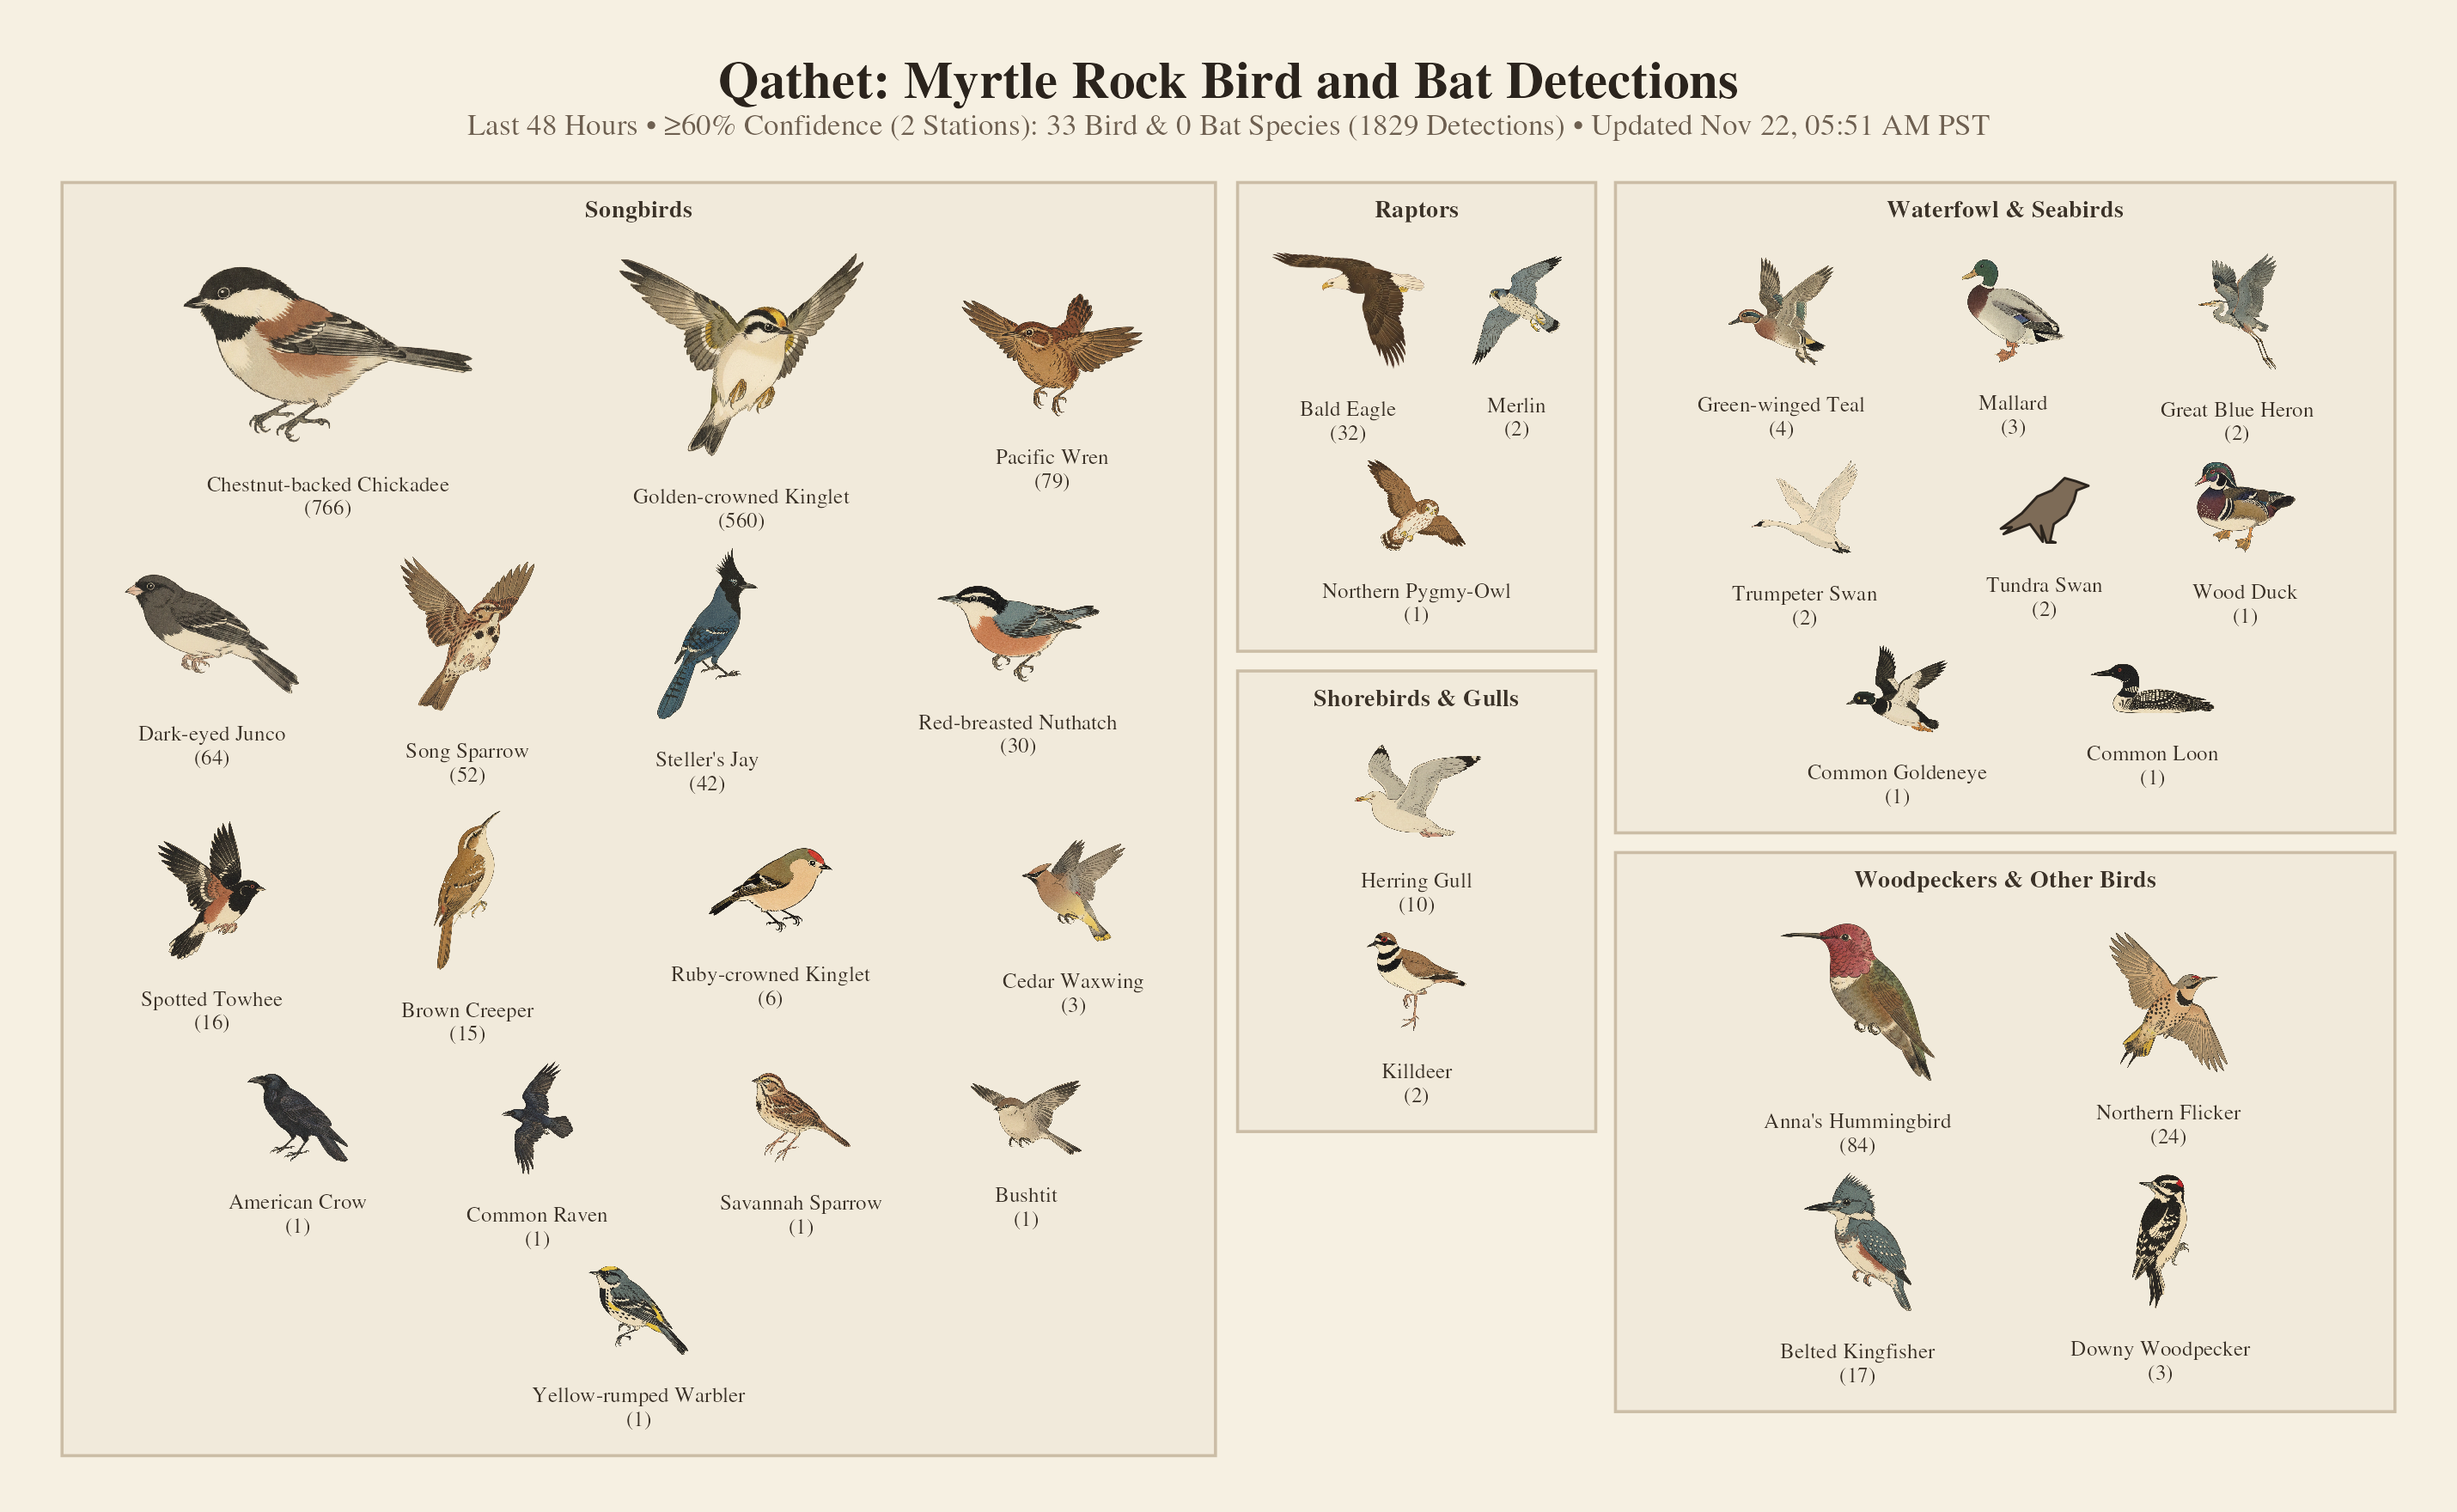 Qathet: Myrtle Rock Bird and Bat Detections
Last 48 Hours • ≥60% Confidence (2 Stations): 33 Bird & 0 Bat Species (1829 Detections) • Updated Nov 22, 05:51 AM PST
Songbirds
Chestnut-backed Chickadee
(766)
Golden-crowned Kinglet
(560)
Pacific Wren
(79)
Dark-eyed Junco
(64)
Song Sparrow
(52)
Steller's Jay
(42)
Red-breasted Nuthatch
(30)
Spotted Towhee
(16)
Brown Creeper
(15)
Ruby-crowned Kinglet
(6)
Cedar Waxwing
(3)
American Crow
(1)
Common Raven
(1)
Savannah Sparrow
(1)
Bushtit
(1)
Yellow-rumped Warbler
(1)
Raptors
Bald Eagle
(32)
Merlin
(2)
Northern Pygmy-Owl
(1)
Shorebirds & Gulls
Herring Gull
(10)
Killdeer
(2)
Waterfowl & Seabirds
Green-winged Teal
(4)
Mallard
(3)
Great Blue Heron
(2)
Trumpeter Swan
(2)
Tundra Swan
(2)
Wood Duck
(1)
Common Goldeneye
(1)
Common Loon
(1)
Woodpeckers & Other Birds
Anna's Hummingbird
(84)
Northern Flicker
(24)
Belted Kingfisher
(17)
Downy Woodpecker
(3)